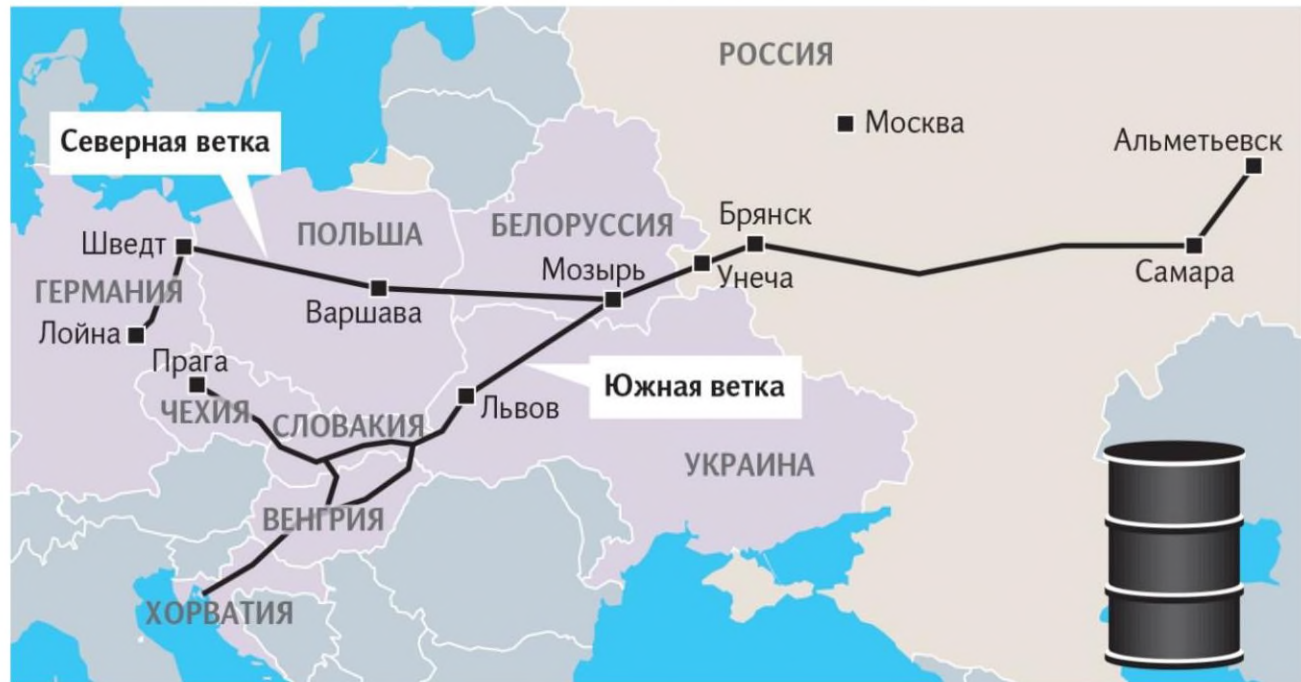 РОССИЯ
Москва
Альметьевск
Северная ветка
БЕЛОРУССИЯ
Брянск
ПОЛЬША
Шведт
Мозырь
Унеча
Самара
ГЕРМАНИЯ
Варшава
Лойна
Прага
Южная ветка
ЧЕХИЯ
СЛОВАКИЯ
Львов
УКРАИНА
ВЕНГРИЯ
ХОРВАТИЯ